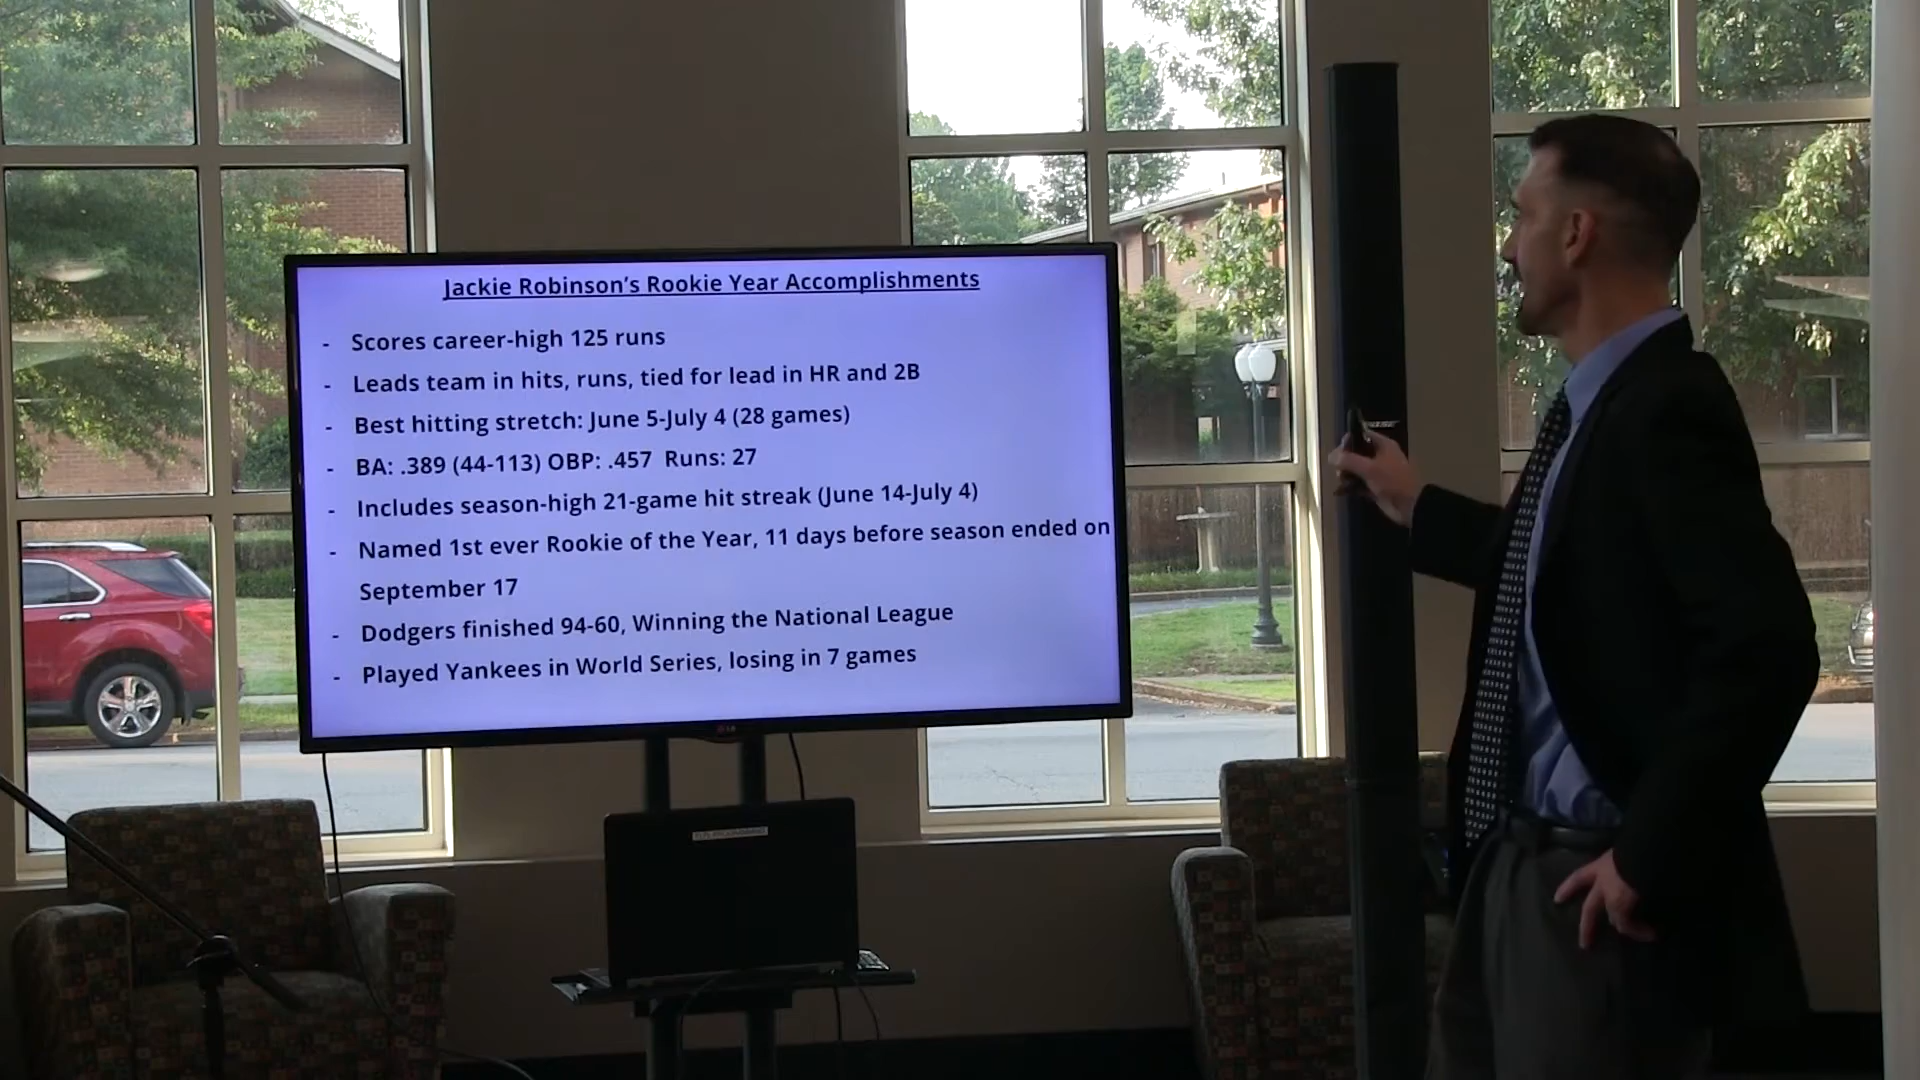 Jackie Robinson's Rookie Year Accomplishments
- Scores career-high 125 runs
- Leads team in hits, runs, tied for lead in HR and 2B
- Best hitting stretch: June 5-July 4 (28 games)
- BA: .389 (44-113) OBP: .457 Runs: 27
- Includes season-high 21-game hit streak (June 14-July 4)
- Named 1st ever Rookie of the Year, 11 days before season ended on
September 17
- Dodgers finished 94-60, Winning the National League
- Played Yankees in World Series, losing in 7 games